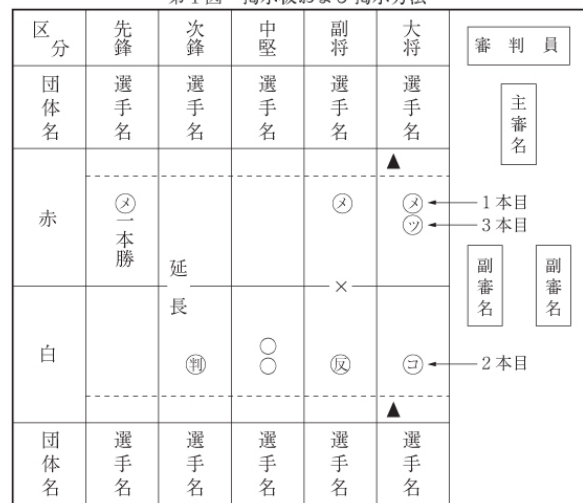 第1図 掲示板および掲示方法
区分 先鋒 次鋒 中堅 副将 大将
団体名 選手名 選手名 選手名 選手名 選手名
赤
▲
㋱一本勝
㋱
㋱ 1本目
㋡ 3本目
延長
×
白
判
○○
反
㋙ 2本目
▲
団体名 選手名 選手名 選手名 選手名 選手名
審判員
主審名
副審名 副審名